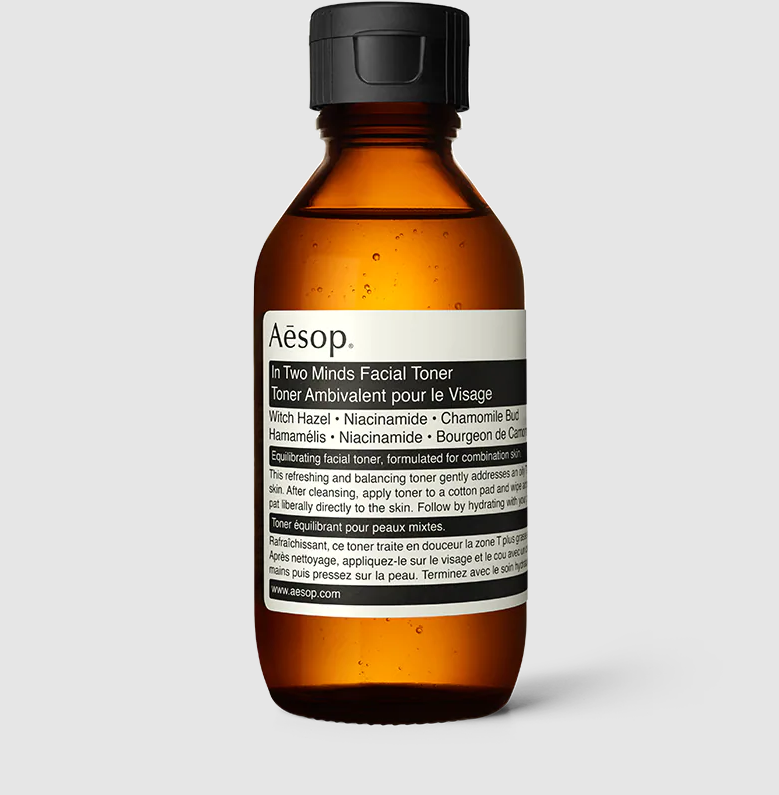 Aēsop®
In Two Minds Facial Toner
Toner Ambivalent pour le Visage
Witch Hazel • Niacinamide • Chamomile Bud
Hamamélis • Niacinamide • Bourgeon de
Equilibrating facial toner, formulated for combination skin.
This refreshing and balancing toner gently addresses an oily
skin. After cleansing, apply toner to a cotton pad and wipe
pat liberally directly to the skin. Follow by hydrating with
Toner équilibrant pour peaux mixtes.
Rafraîchissant, ce toner traite en douceur la zone T plus
Après nettoyage, appliquez-le sur le visage et le cou avec un
mains puis pressez sur la peau. Terminez avec le soin
www.aesop.com